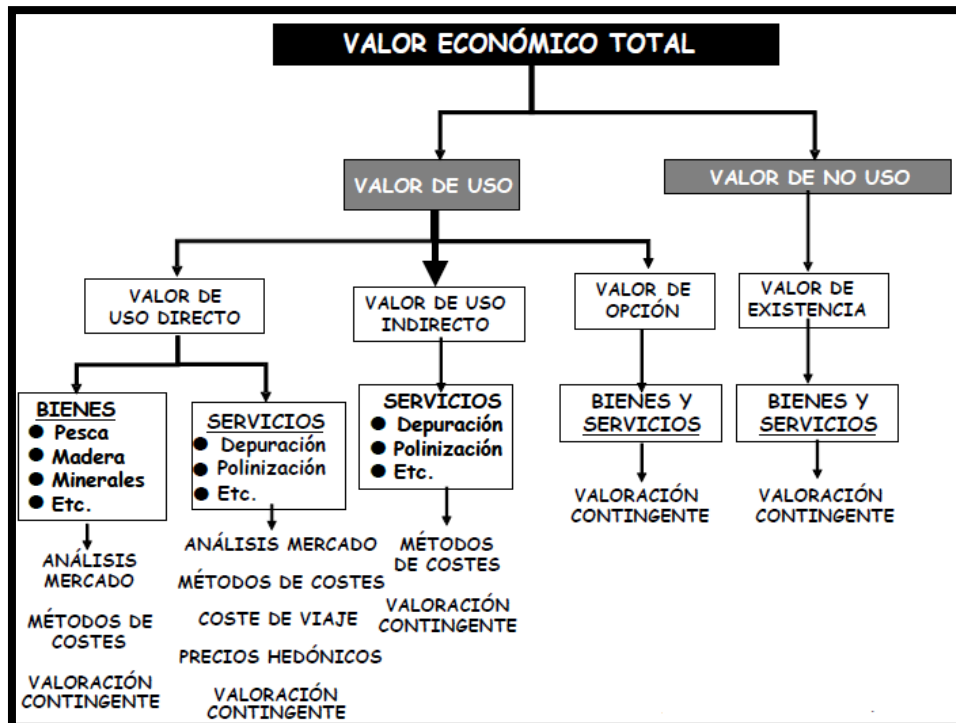 VALOR ECONÓMICO TOTAL
VALOR DE USO
VALOR DE NO USO
VALOR DE
USO DIRECTO
VALOR DE USO
INDIRECTO
VALOR DE
OPCIÓN
VALOR DE
EXISTENCIA
BIENES
● Pesca
● Madera
● Minerales
● Etc.
SERVICIOS
● Depuración
● Polinización
● Etc.
SERVICIOS
● Depuración
● Polinización
● Etc.
BIENES Y
SERVICIOS
BIENES Y
SERVICIOS
ANÁLISIS
MERCADO
MÉTODOS DE
COSTES
VALORACIÓN
CONTINGENTE
ANÁLISIS MERCADO
MÉTODOS DE COSTES
COSTE DE VIAJE
PRECIOS HEDÓNICOS
VALORACIÓN
CONTINGENTE
MÉTODOS
DE COSTES
VALORACIÓN
CONTINGENTE
VALORACIÓN
CONTINGENTE
VALORACIÓN
CONTINGENTE